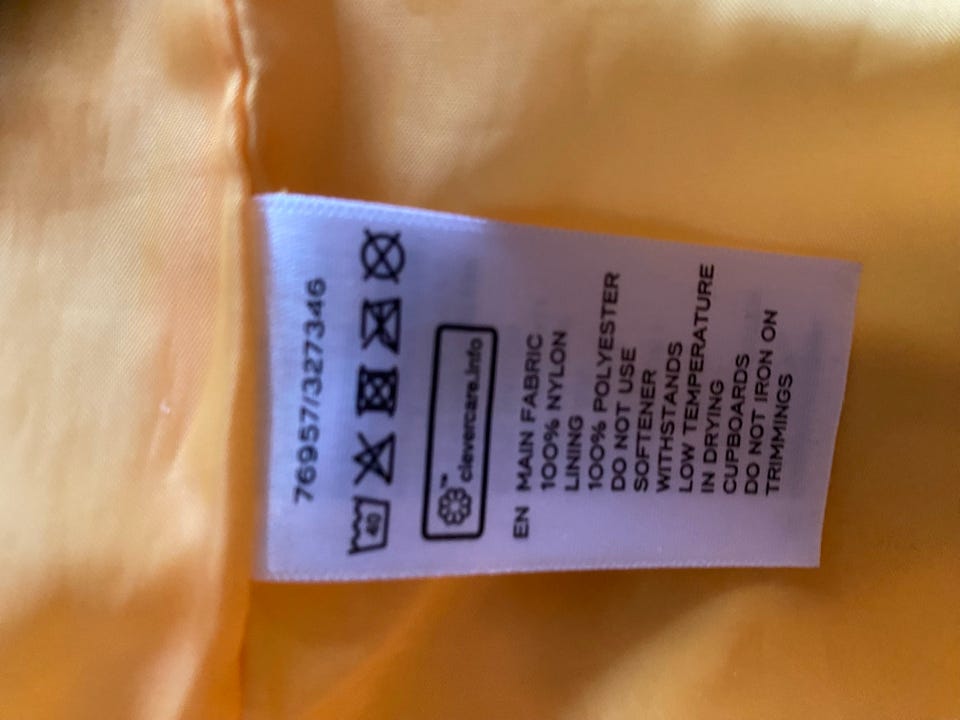 76957/327346
40
clevercare.info™
EN MAIN FABRIC
100% NYLON
LINING
100% POLYESTER
DO NOT USE
SOFTENER
WITHSTANDS
LOW TEMPERATURE
IN DRYING
CUPBOARDS
DO NOT IRON ON
TRIMMINGS